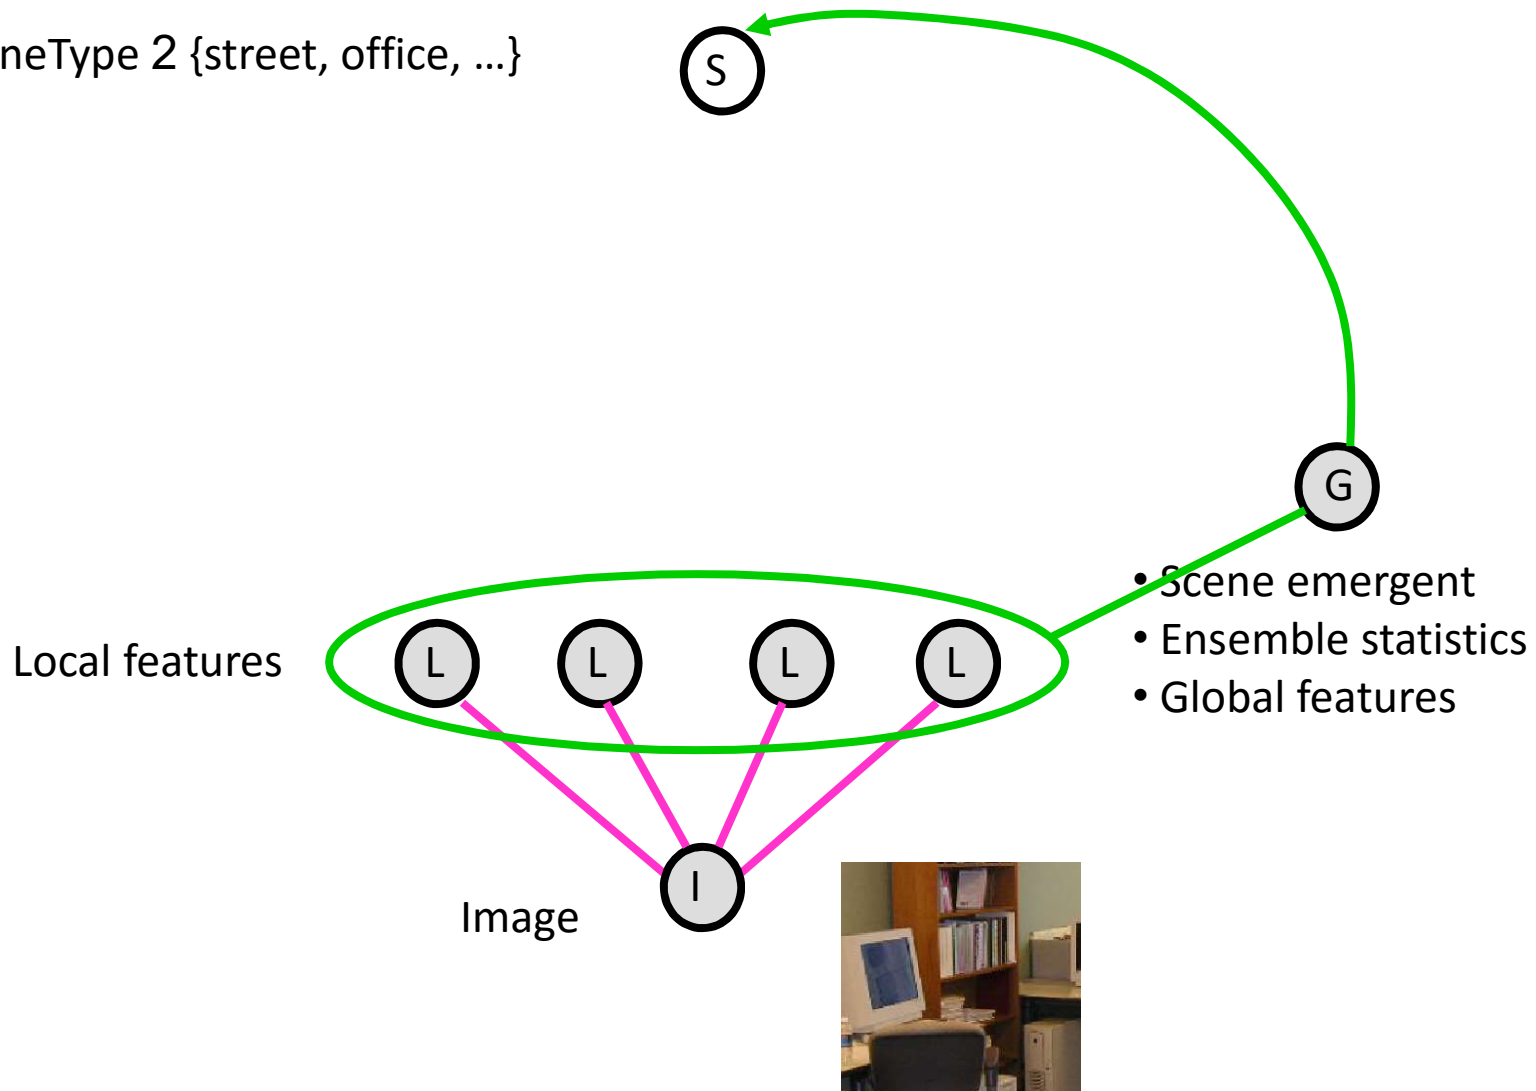 neType 2 {street, office, ...}
S
G
• Scene emergent
• Ensemble statistics
• Global features
Local features
L L L L
I
Image